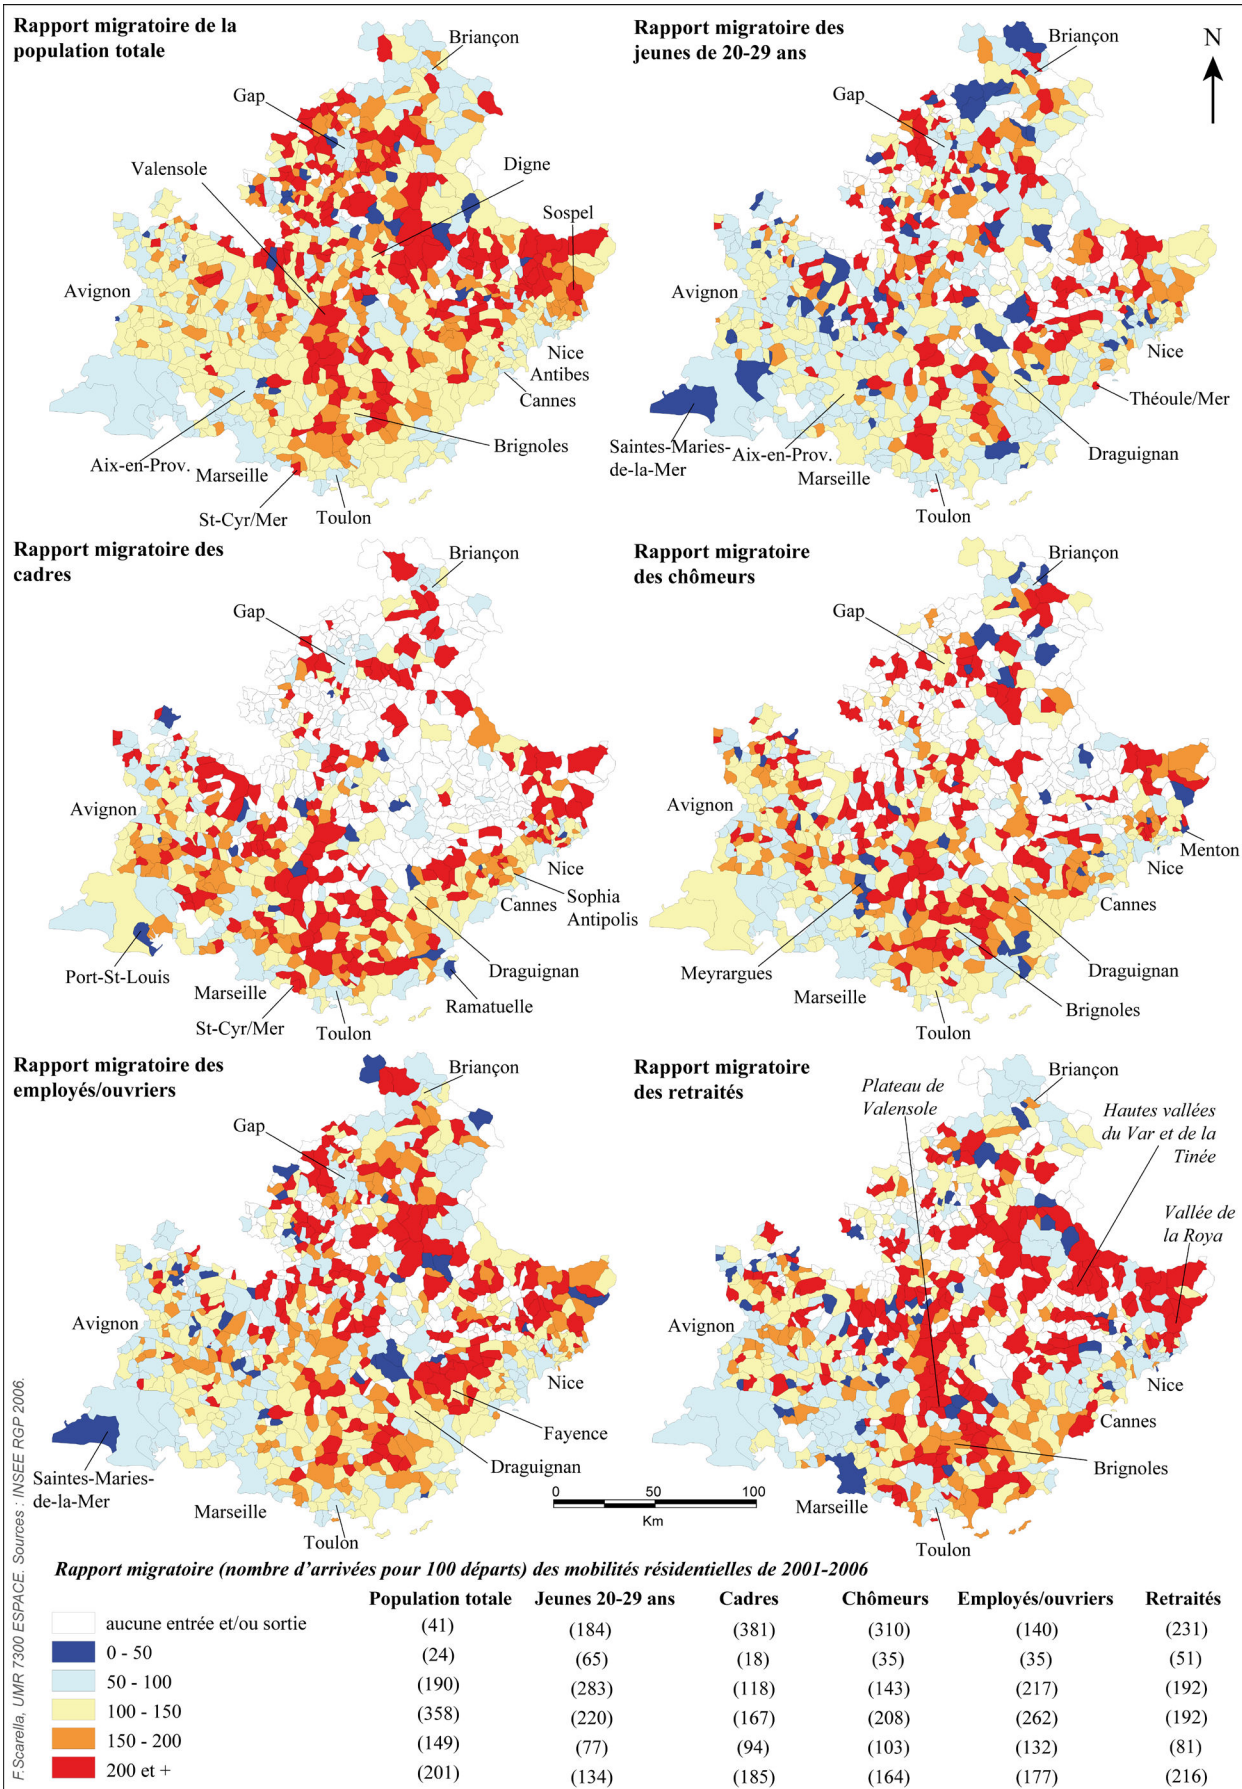 Rapport migratoire de la
population totale
Briançon
Gap
Valensole
Digne
Sospel
Avignon
Nice
Antibes
Cannes
Brignoles
Aix-en-Prov.
Marseille
St-Cyr/Mer
Toulon
Rapport migratoire des
jeunes de 20-29 ans
Briançon
N
Gap
Avignon
Nice
Théoule/Mer
Saintes-Maries-
de-la-Mer
Aix-en-Prov.
Draguignan
Marseille
Toulon
Rapport migratoire des
cadres
Briançon
Gap
Avignon
Nice
Sophia
Antipolis
Cannes
Port-St-Louis
Draguignan
Marseille
Ramatuelle
St-Cyr/Mer
Toulon
Rapport migratoire
des chômeurs
Briançon
Gap
Avignon
Menton
Nice
Cannes
Meyrargues
Draguignan
Marseille
Brignoles
Toulon
Rapport migratoire des
employés/ouvriers
Briançon
Gap
Avignon
Nice
Fayence
Draguignan
Saintes-Maries-
de-la-Mer
Marseille
Toulon
Rapport migratoire
des retraités
Plateau de
Valensole
Briançon
Hautes vallées
du Var et de la
Tinée
Vallée de
la Roya
Avignon
Nice
Cannes
Brignoles
Marseille
Toulon
0 50 100
Km
F.Scarella, UMR 7300 ESPACE. Sources : INSEE RGP 2006.
Rapport migratoire (nombre d'arrivées pour 100 départs) des mobilités résidentielles de 2001-2006
Population totale Jeunes 20-29 ans Cadres Chômeurs Employés/ouvriers Retraités
aucune entrée et/ou sortie (41) (184) (381) (310) (140) (231)
0 - 50 (24) (65) (18) (35) (35) (51)
50 - 100 (190) (283) (118) (143) (217) (192)
100 - 150 (358) (220) (167) (208) (262) (192)
150 - 200 (149) (77) (94) (103) (132) (81)
200 et + (201) (134) (185) (164) (177) (216)